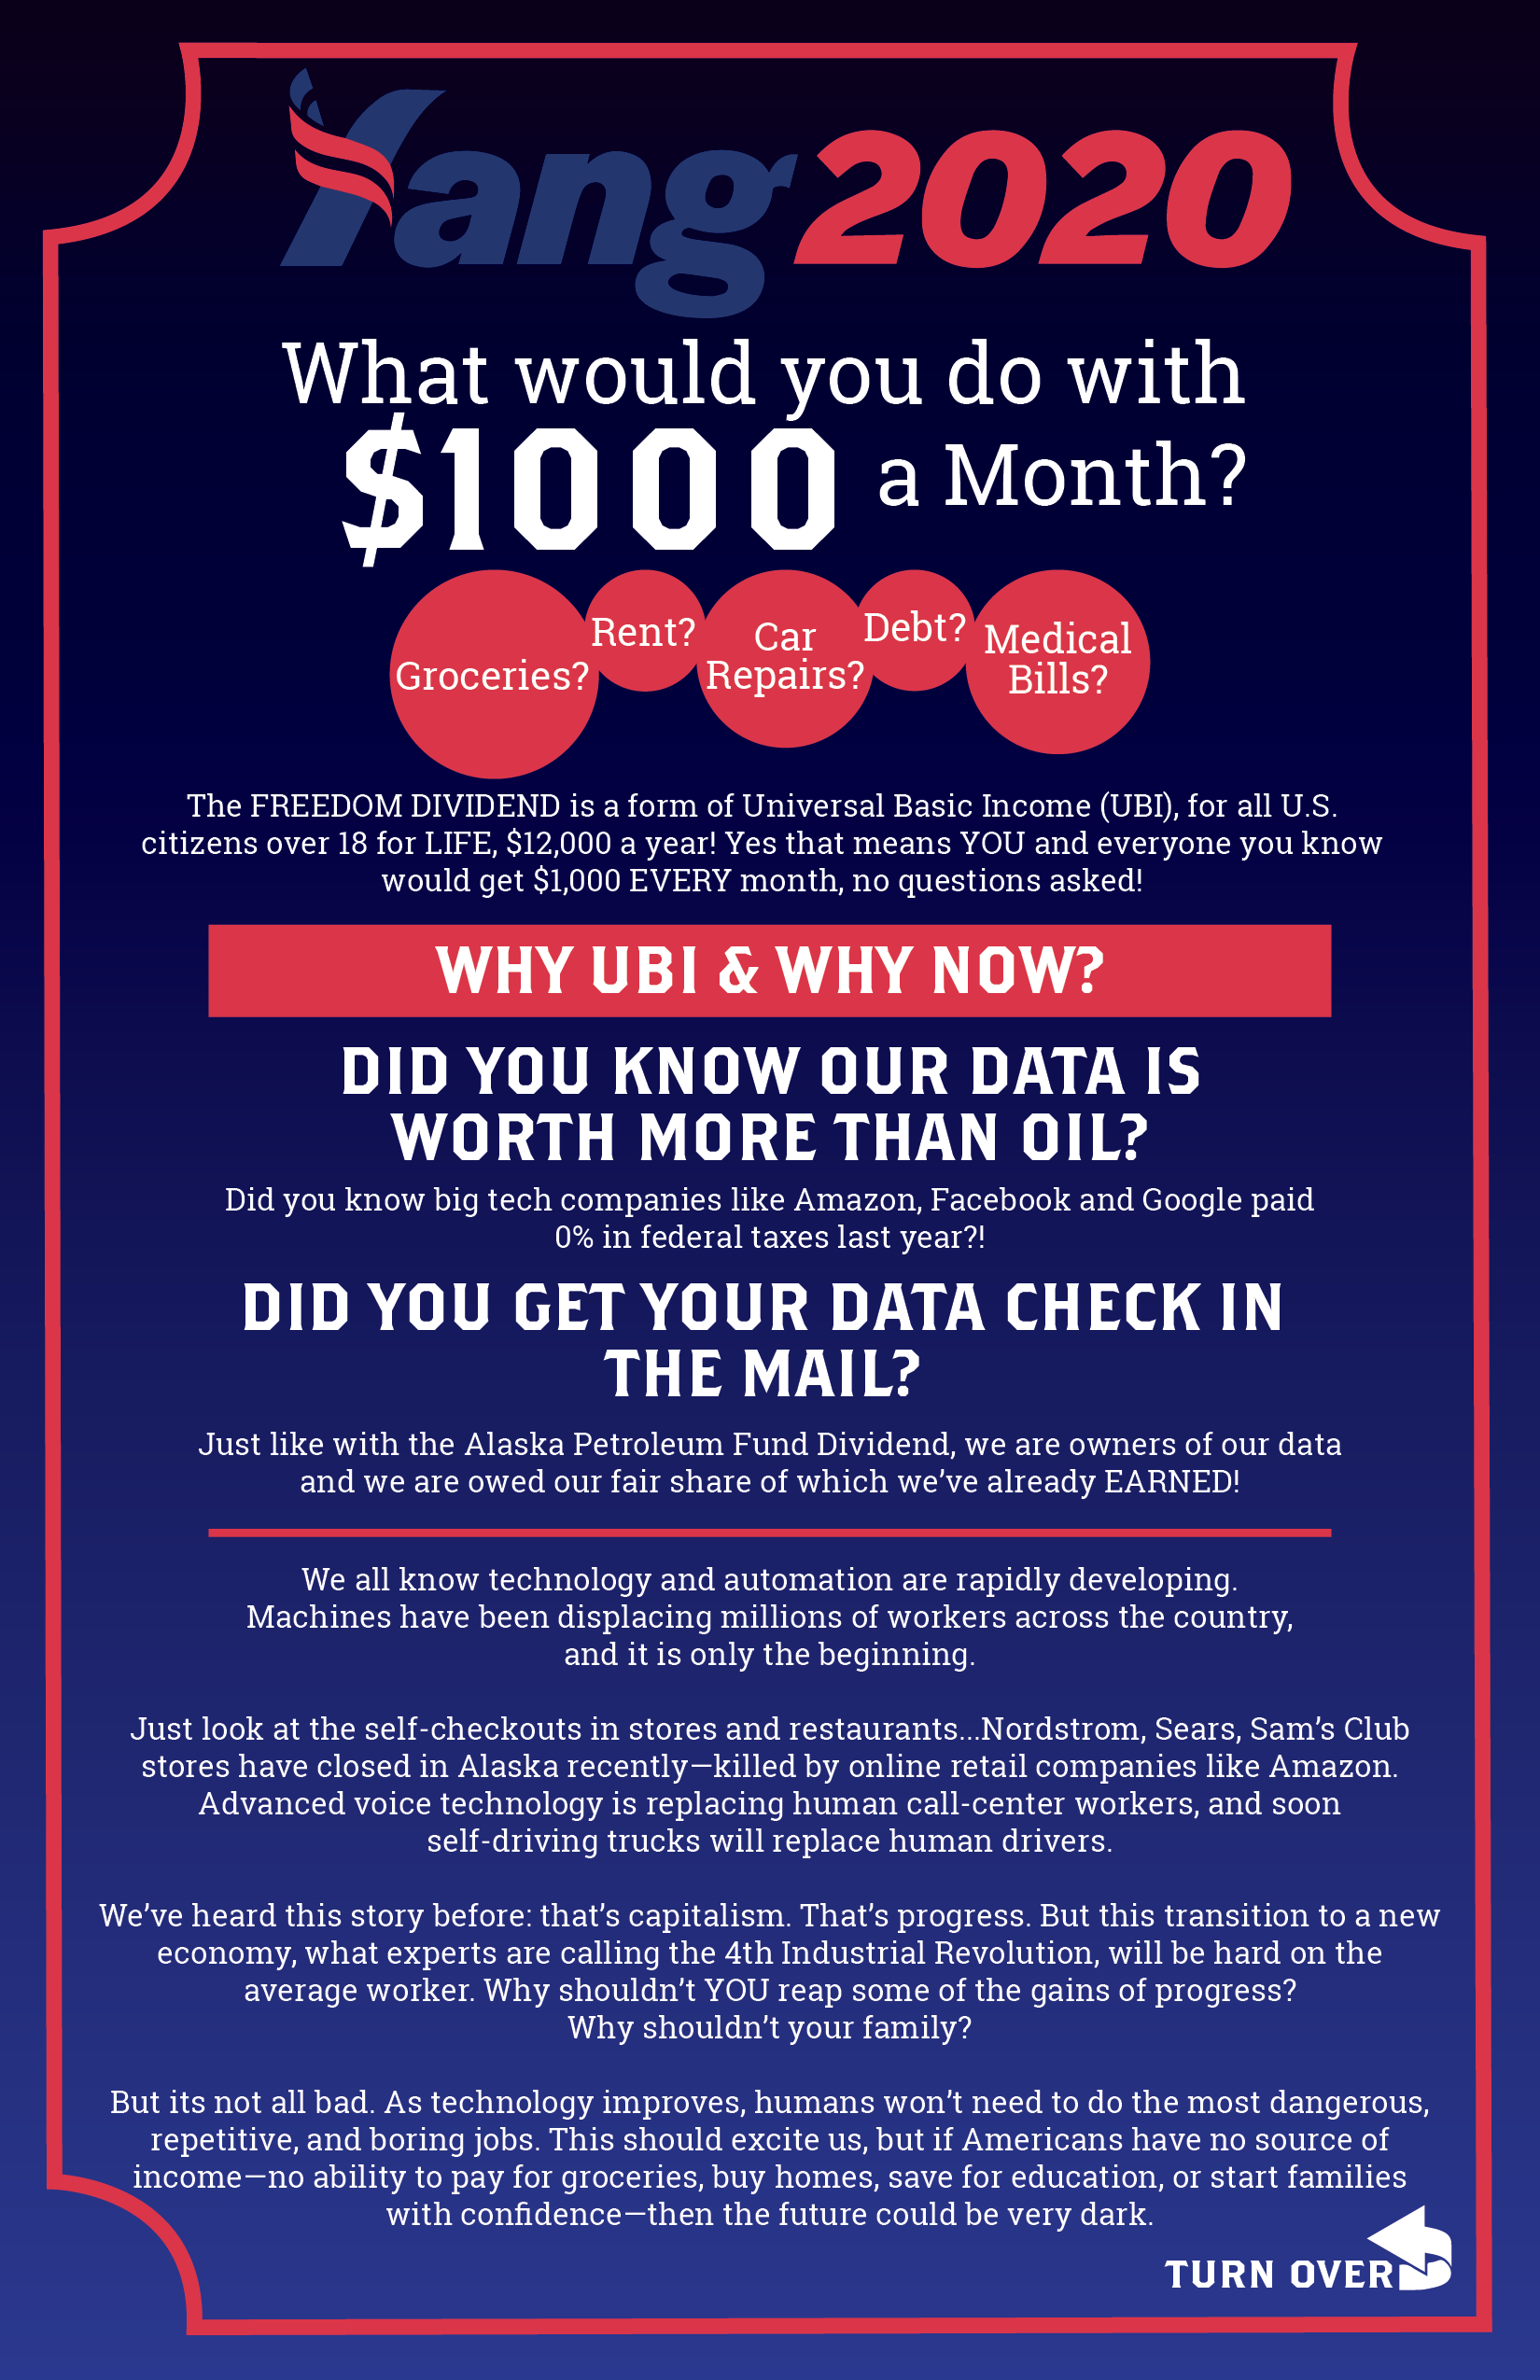 Yang2020
What would you do with
$1000 a Month?
Groceries?
Rent?
Car
Repairs?
Debt?
Medical
Bills?
The FREEDOM DIVIDEND is a form of Universal Basic Income (UBI), for all U.S.
citizens over 18 for LIFE, $12,000 a year! Yes that means YOU and everyone you know
would get $1,000 EVERY month, no questions asked!
WHY UBI & WHY NOW?
DID YOU KNOW OUR DATA IS
WORTH MORE THAN OIL?
Did you know big tech companies like Amazon, Facebook and Google paid
0% in federal taxes last year?!
DID YOU GET YOUR DATA CHECK IN
THE MAIL?
Just like with the Alaska Petroleum Fund Dividend, we are owners of our data
and we are owed our fair share of which we’ve already EARNED!
We all know technology and automation are rapidly developing.
Machines have been displacing millions of workers across the country,
and it is only the beginning.
Just look at the self-checkouts in stores and restaurants...Nordstrom, Sears, Sam’s Club
stores have closed in Alaska recently—killed by online retail companies like Amazon.
Advanced voice technology is replacing human call-center workers, and soon
self-driving trucks will replace human drivers.
We’ve heard this story before: that’s capitalism. That’s progress. But this transition to a new
economy, what experts are calling the 4th Industrial Revolution, will be hard on the
average worker. Why shouldn’t YOU reap some of the gains of progress?
Why shouldn’t your family?
But its not all bad. As technology improves, humans won’t need to do the most dangerous,
repetitive, and boring jobs. This should excite us, but if Americans have no source of
income—no ability to pay for groceries, buy homes, save for education, or start families
with confidence—then the future could be very dark.
TURN OVER